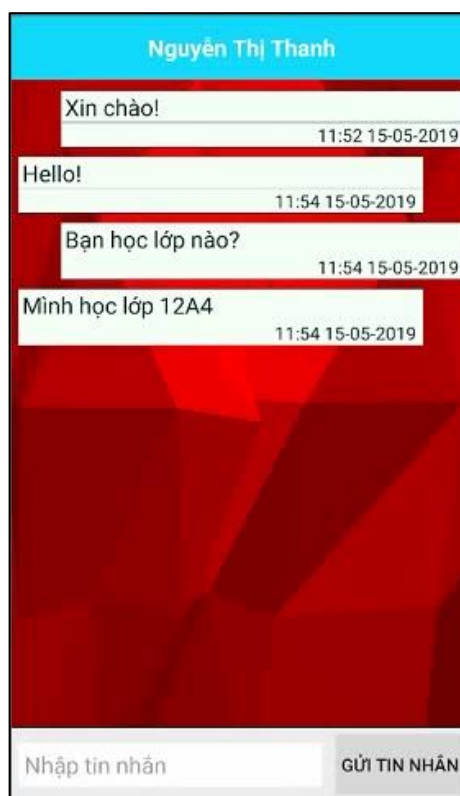 Nguyễn Thị Thanh
Xin chào!
11:52 15-05-2019
Hello!
11:54 15-05-2019
Bạn học lớp nào?
11:54 15-05-2019
Mình học lớp 12A4
11:54 15-05-2019
Nhập tin nhắn
GỬI TIN NHẮN